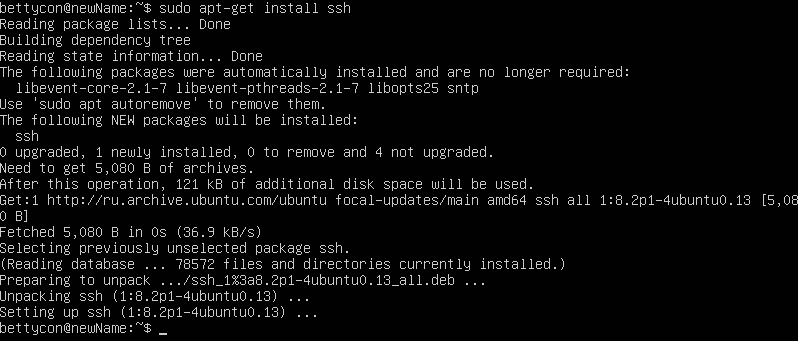 bettycon@newName:~$ sudo apt-get install ssh
Reading package lists... Done
Building dependency tree
Reading state information... Done
The following packages were automatically installed and are no longer required:
  libevent-core-2.1-7 libevent-pthreads-2.1-7 libopts25 sntp
Use 'sudo apt autoremove' to remove them.
The following NEW packages will be installed:
  ssh
0 upgraded, 1 newly installed, 0 to remove and 4 not upgraded.
Need to get 5,080 B of archives.
After this operation, 121 kB of additional disk space will be used.
Get:1 http://ru.archive.ubuntu.com/ubuntu focal-updates/main amd64 ssh all 1:8.2p1-4ubuntu0.13 [5,08
0 B]
Fetched 5,080 B in 0s (36.9 kB/s)
Selecting previously unselected package ssh.
(Reading database ... 78572 files and directories currently installed.)
Preparing to unpack .../ssh_1%3a8.2p1-4ubuntu0.13_all.deb ...
Unpacking ssh (1:8.2p1-4ubuntu0.13) ...
Setting up ssh (1:8.2p1-4ubuntu0.13) ...
bettycon@newName:~$ _